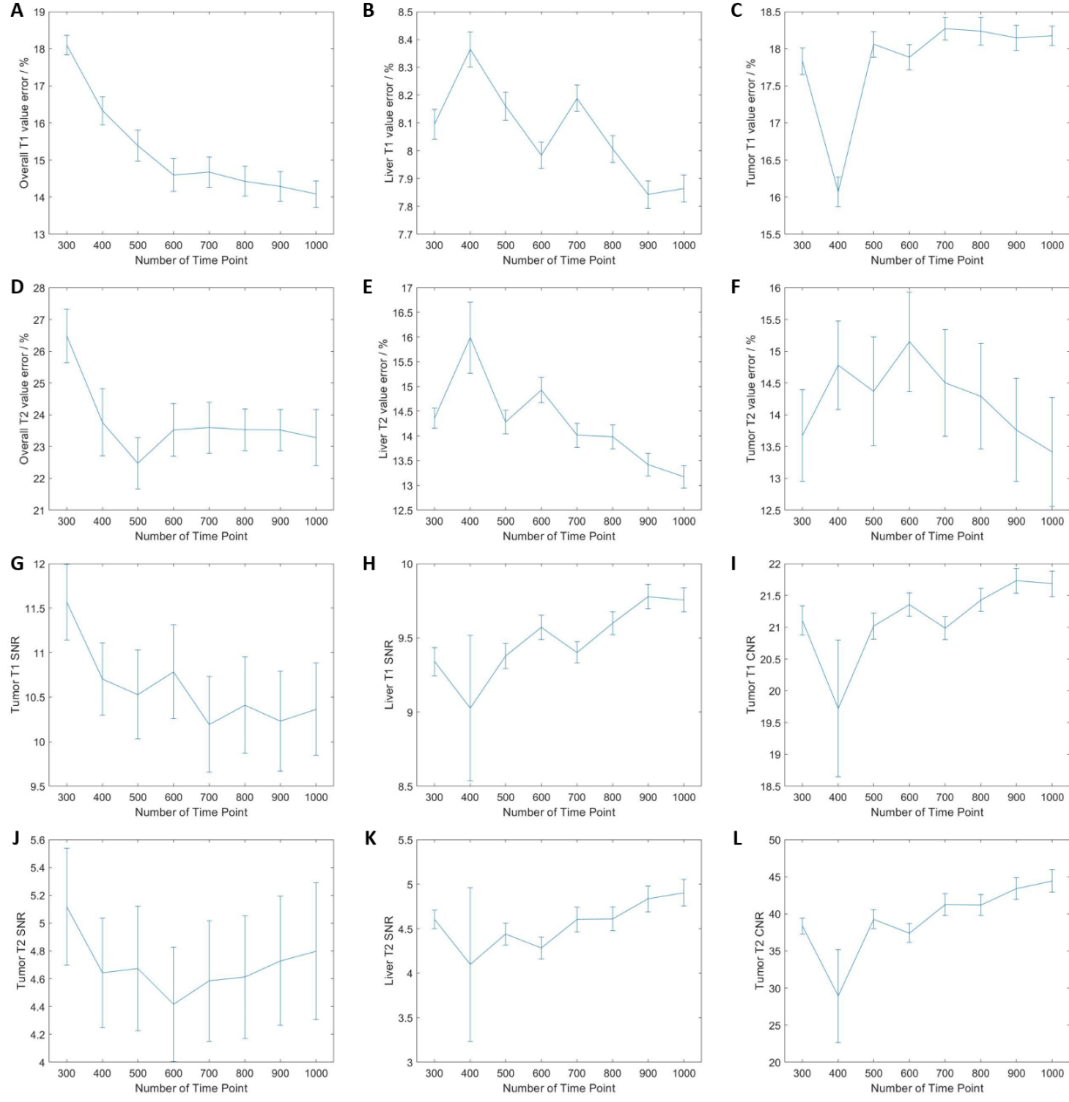 A
Overall T1 value error / %
19
18
17
16
15
14
13
300 400 500 600 700 800 900 1000
Number of Time Point
B
Liver T1 value error / %
8.5
8.4
8.3
8.2
8.1
8
7.9
7.8
7.7
300 400 500 600 700 800 900 1000
Number of Time Point
C
Tumor T1 value error / %
18.5
18
17.5
17
16.5
16
15.5
300 400 500 600 700 800 900 1000
Number of Time Point
D
Overall T2 value error / %
28
27
26
25
24
23
22
21
300 400 500 600 700 800 900 1000
Number of Time Point
E
Liver T2 value error / %
17
16.5
16
15.5
15
14.5
14
13.5
13
12.5
300 400 500 600 700 800 900 1000
Number of Time Point
F
Tumor T2 value error / %
16
15.5
15
14.5
14
13.5
13
12.5
300 400 500 600 700 800 900 1000
Number of Time Point
G
Tumor T1 SNR
12
11.5
11
10.5
10
9.5
300 400 500 600 700 800 900 1000
Number of Time Point
H
Liver T1 SNR
10
9.5
9
8.5
300 400 500 600 700 800 900 1000
Number of Time Point
I
Tumor T1 CNR
22
21.5
21
20.5
20
19.5
19
18.5
300 400 500 600 700 800 900 1000
Number of Time Point
J
Tumor T2 SNR
5.6
5.4
5.2
5
4.8
4.6
4.4
4.2
4
300 400 500 600 700 800 900 1000
Number of Time Point
K
Liver T2 SNR
5.5
5
4.5
4
3.5
3
300 400 500 600 700 800 900 1000
Number of Time Point
L
Tumor T2 CNR
50
45
40
35
30
25
20
300 400 500 600 700 800 900 1000
Number of Time Point